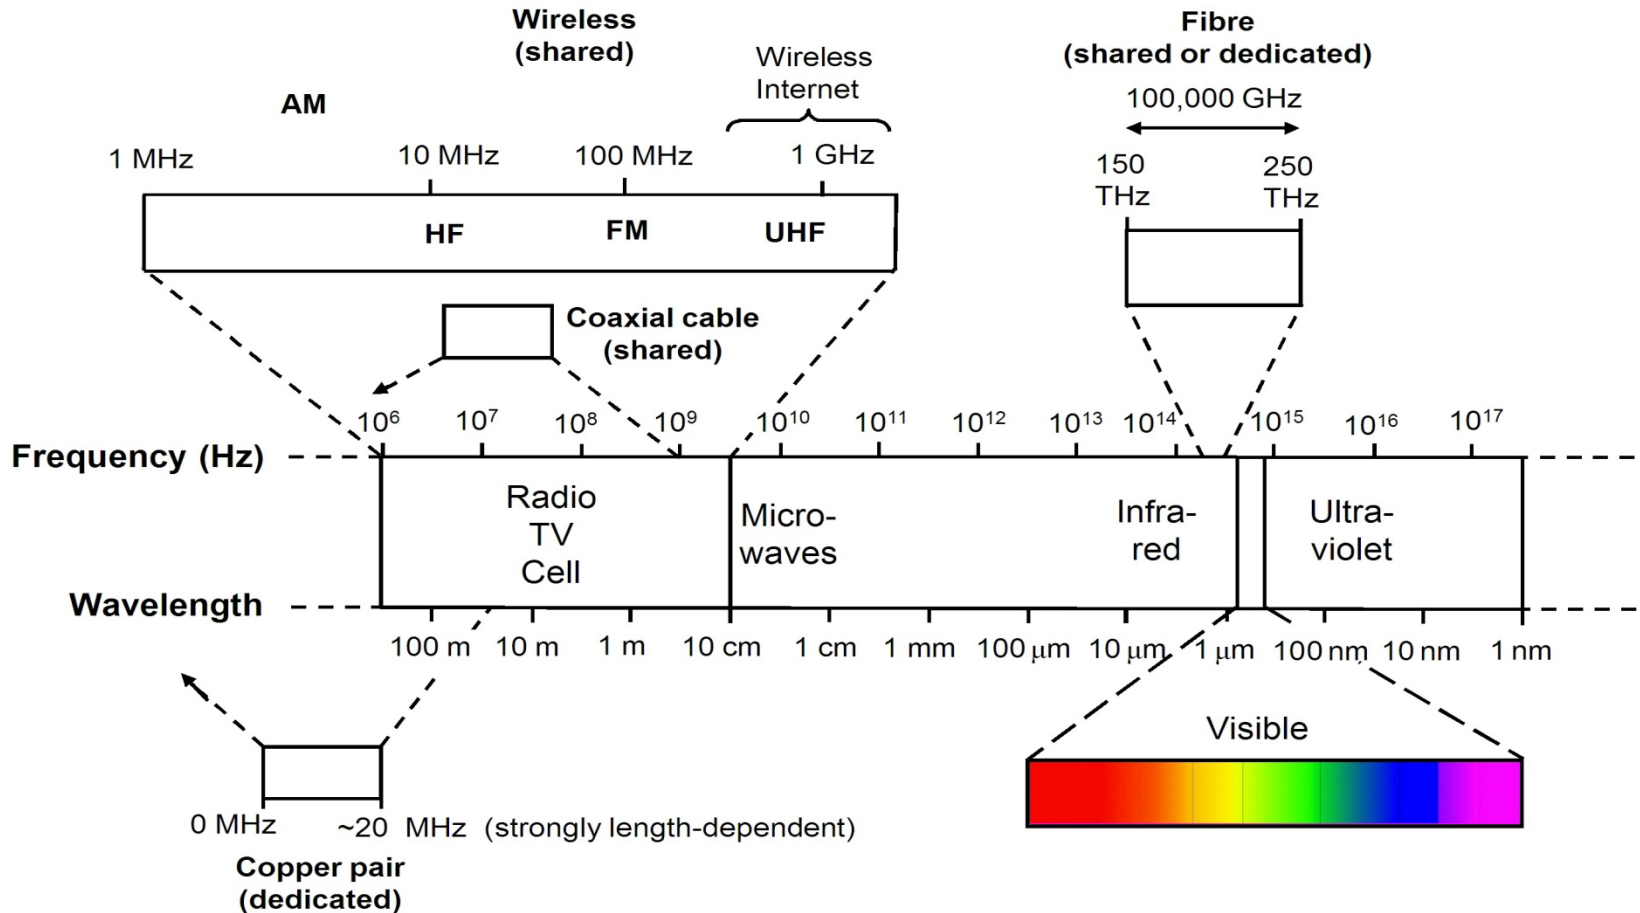 Wireless
(shared)
Fibre
(shared or dedicated)
Wireless
Internet
AM
100,000 GHz
1 MHz
10 MHz
100 MHz
1 GHz
150
THz
250
THz
HF
FM
UHF
Coaxial cable
(shared)
10⁶
10⁷
10⁸
10⁹
10¹⁰
10¹¹
10¹²
10¹³
10¹⁴
10¹⁵
10¹⁶
10¹⁷
Frequency (Hz)
Radio
TV
Cell
Micro-
waves
Infra-
red
Ultra-
violet
Wavelength
100 m
10 m
1 m
10 cm
1 cm
1 mm
100 μm
10 μm
1 μm
100 nm
10 nm
1 nm
Visible
0 MHz
~20 MHz (strongly length-dependent)
Copper pair
(dedicated)